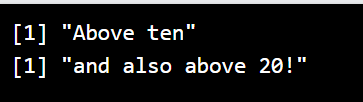 [1] "Above ten"
[1] "and also above 20!"